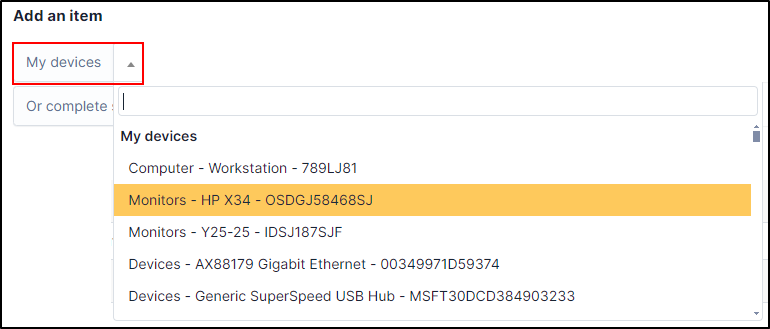 Add an item
My devices
Or complete
My devices
Computer - Workstation - 789LJ81
Monitors - HP X34 - OSDGJ58468SJ
Monitors - Y25-25 - IDSJ187SJF
Devices - AX88179 Gigabit Ethernet - 00349971D59374
Devices - Generic SuperSpeed USB Hub - MSFT30DCD384903233